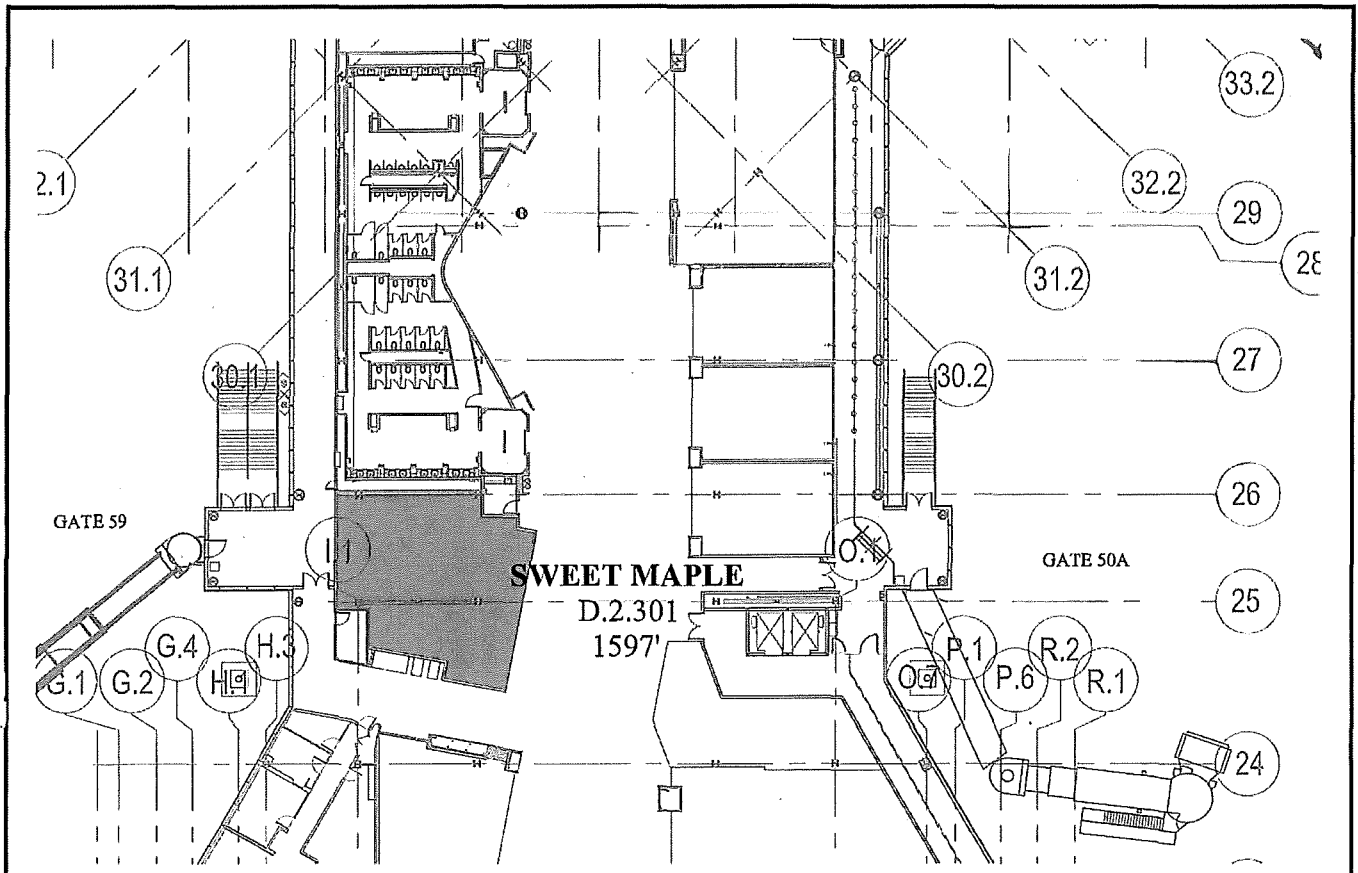 33.2
2.1
32.2
29
31.1
31.2
28
27
30.1
30.2
26
GATE 59
I.1
O.1
GATE 50A
SWEET MAPLE
D.2.301
25
1597'
G.4
H.3
P.1
R.2
G.1
G.2
P.6
R.1
24